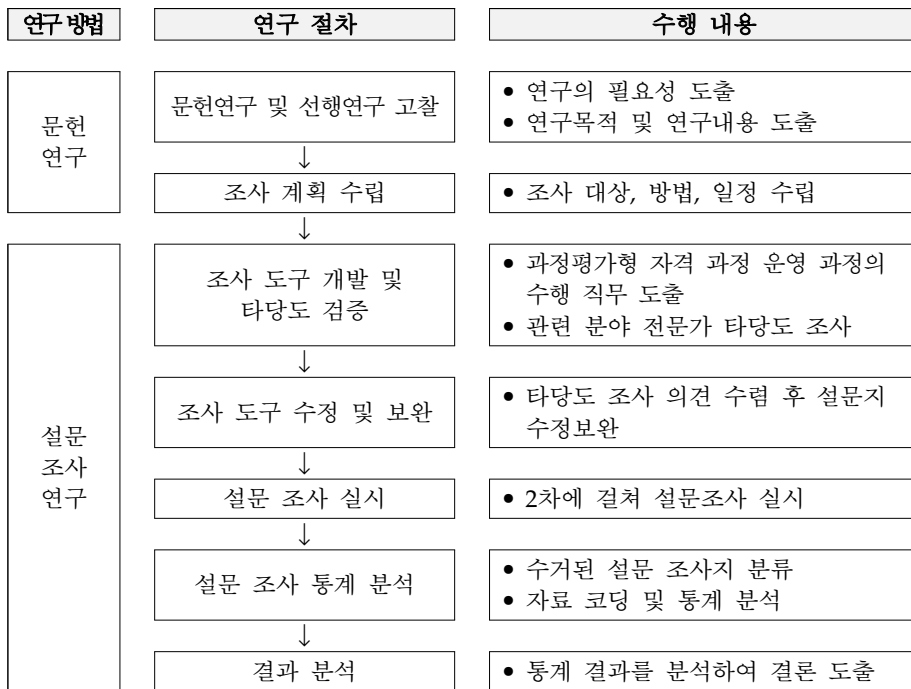 연구 방법
연구 절차
수행 내용
문헌
연구
문헌연구 및 선행연구 고찰
• 연구의 필요성 도출
• 연구목적 및 연구내용 도출
↓
조사 계획 수립
• 조사 대상, 방법, 일정 수립
↓
설문
조사
연구
조사 도구 개발 및
타당도 검증
• 과정평가형 자격 과정 운영 과정의
수행 직무 도출
• 관련 분야 전문가 타당도 조사
↓
조사 도구 수정 및 보완
• 타당도 조사 의견 수렴 후 설문지
수정보완
↓
설문 조사 실시
• 2차에 걸쳐 설문조사 실시
↓
설문 조사 통계 분석
• 수거된 설문 조사지 분류
• 자료 코딩 및 통계 분석
↓
결과 분석
• 통계 결과를 분석하여 결론 도출